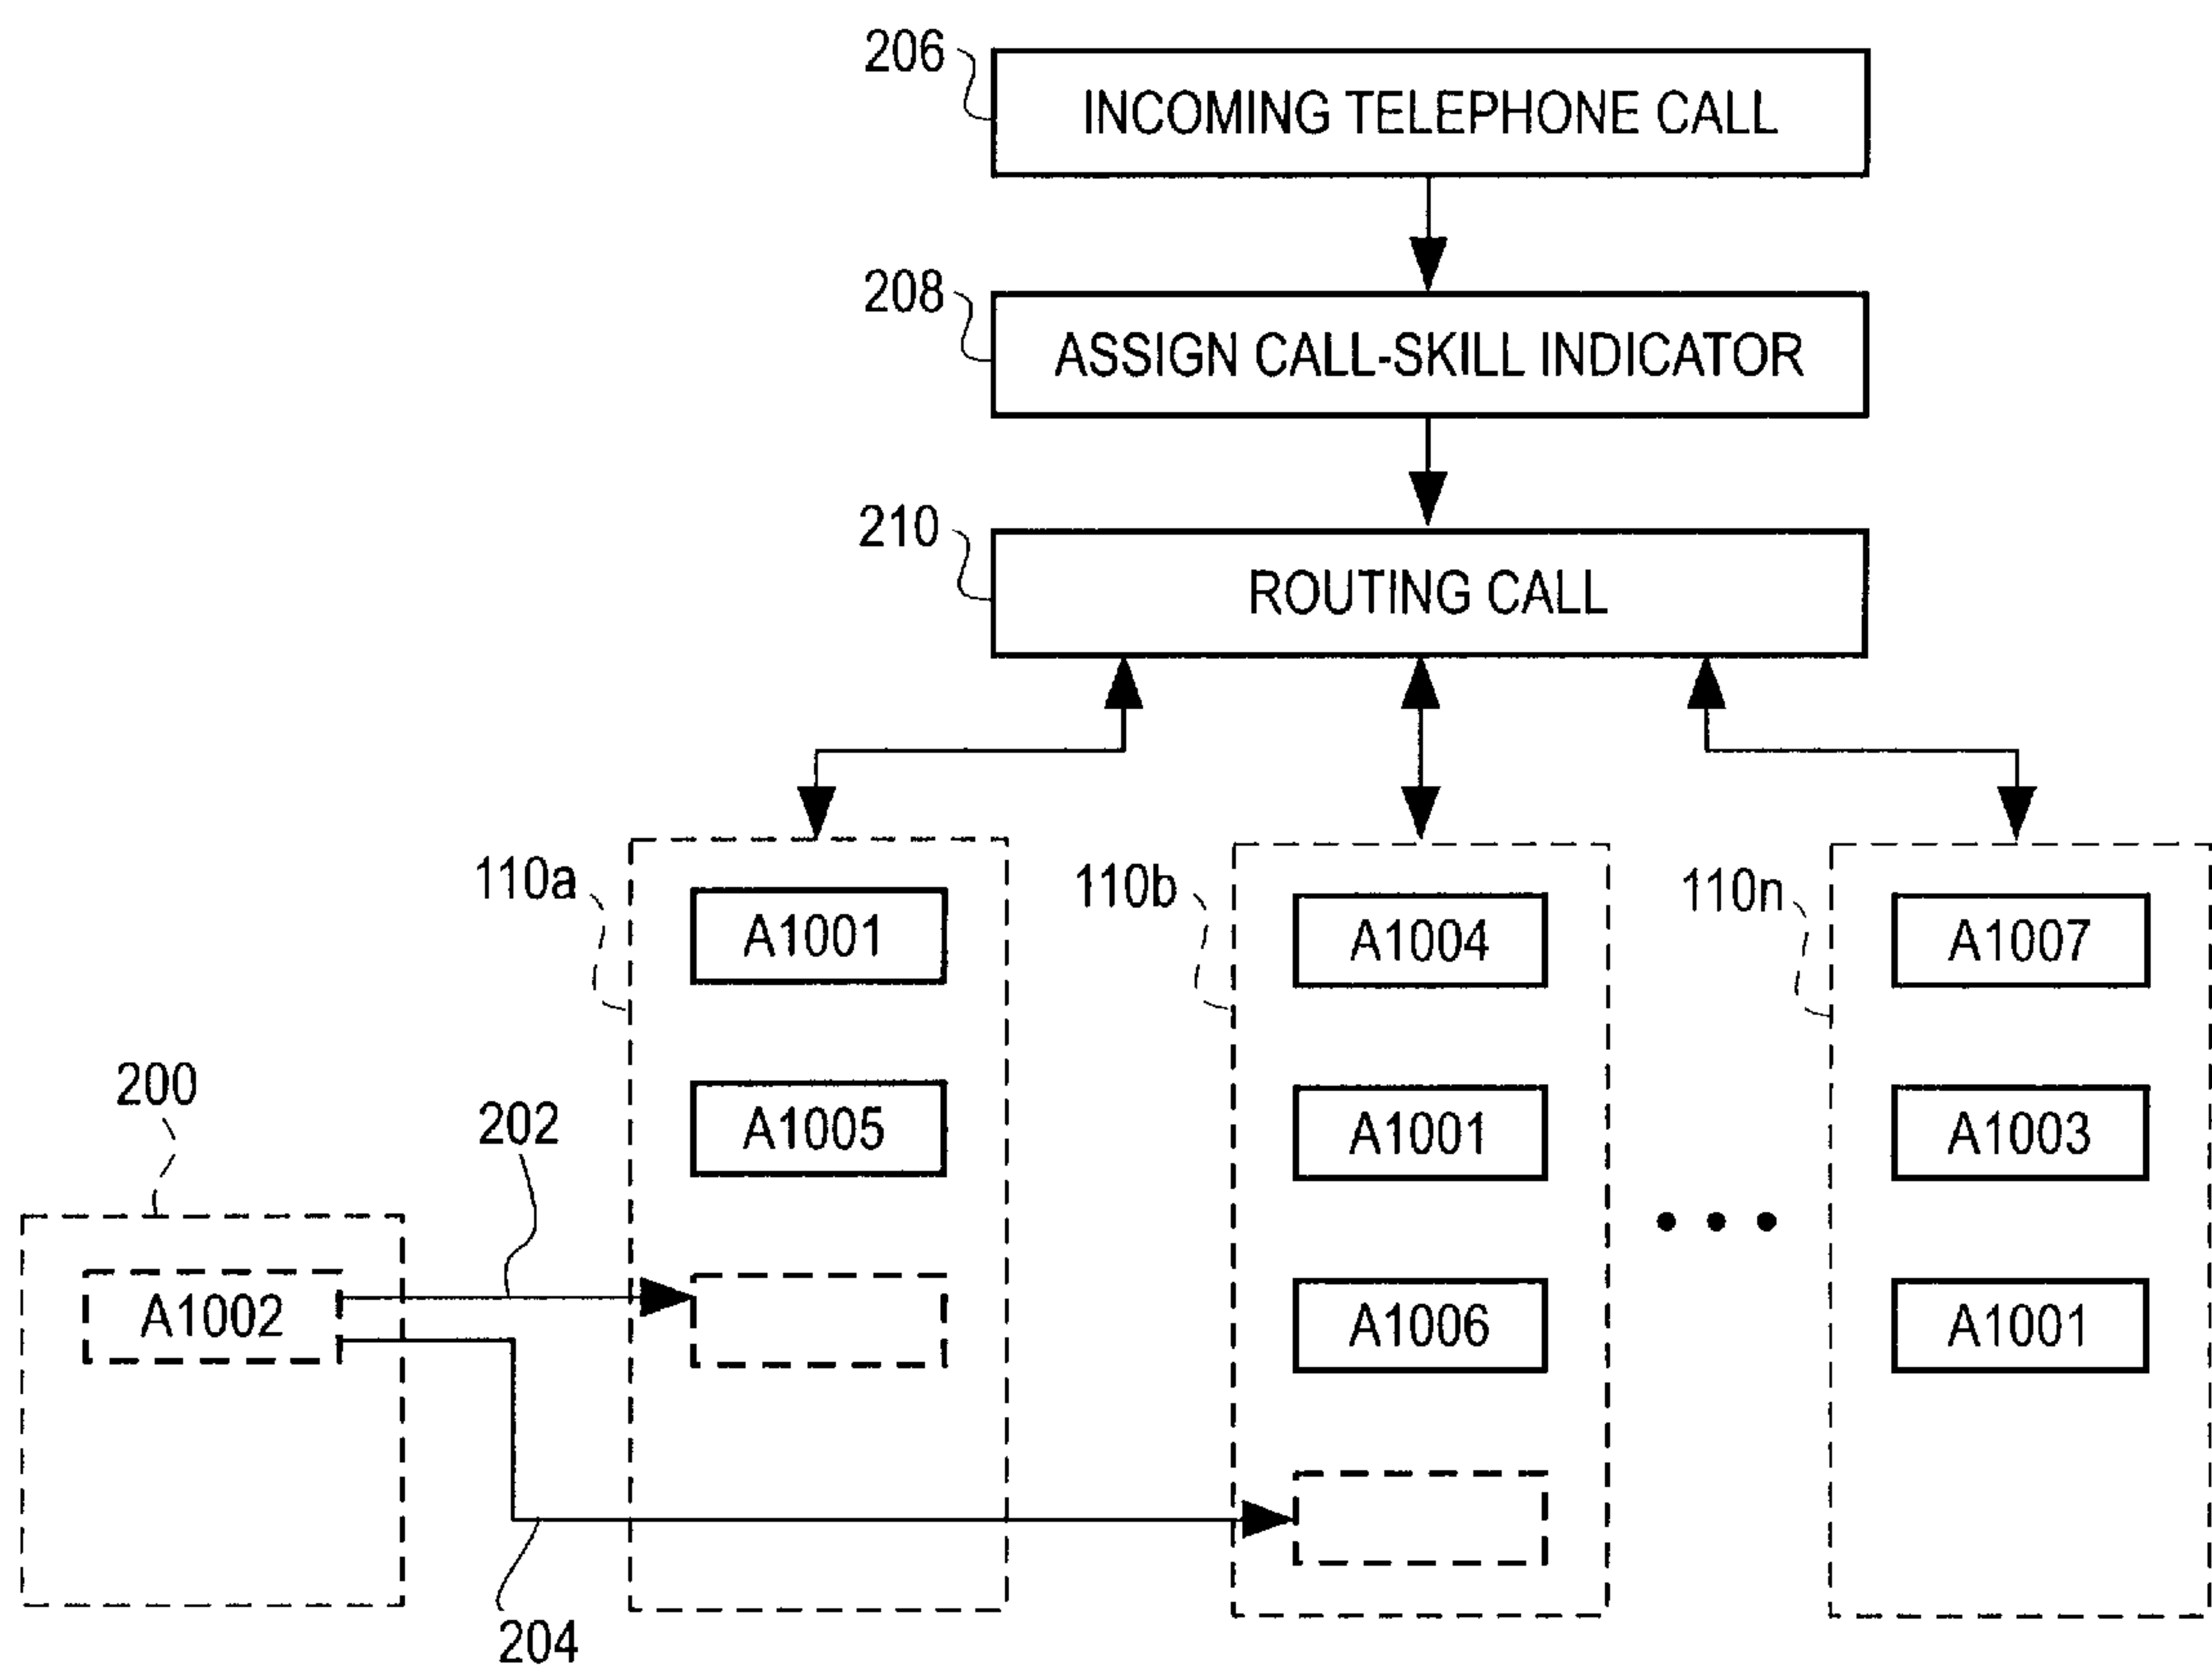 206
INCOMING TELEPHONE CALL
208
ASSIGN CALL-SKILL INDICATOR
210
ROUTING CALL
110a
A1001
A1005
110b
A1004
A1001
A1006
110n
A1007
A1003
A1001
200
A1002
202
204